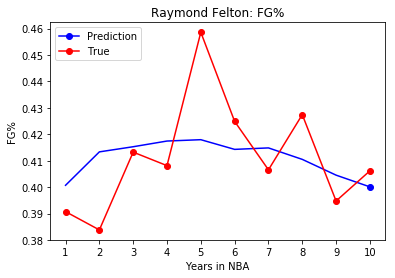 Raymond Felton: FG%
Prediction
True
0.46
0.45
0.44
0.43
0.42
0.41
0.40
0.39
0.38
FG%
1 2 3 4 5 6 7 8 9 10
Years in NBA